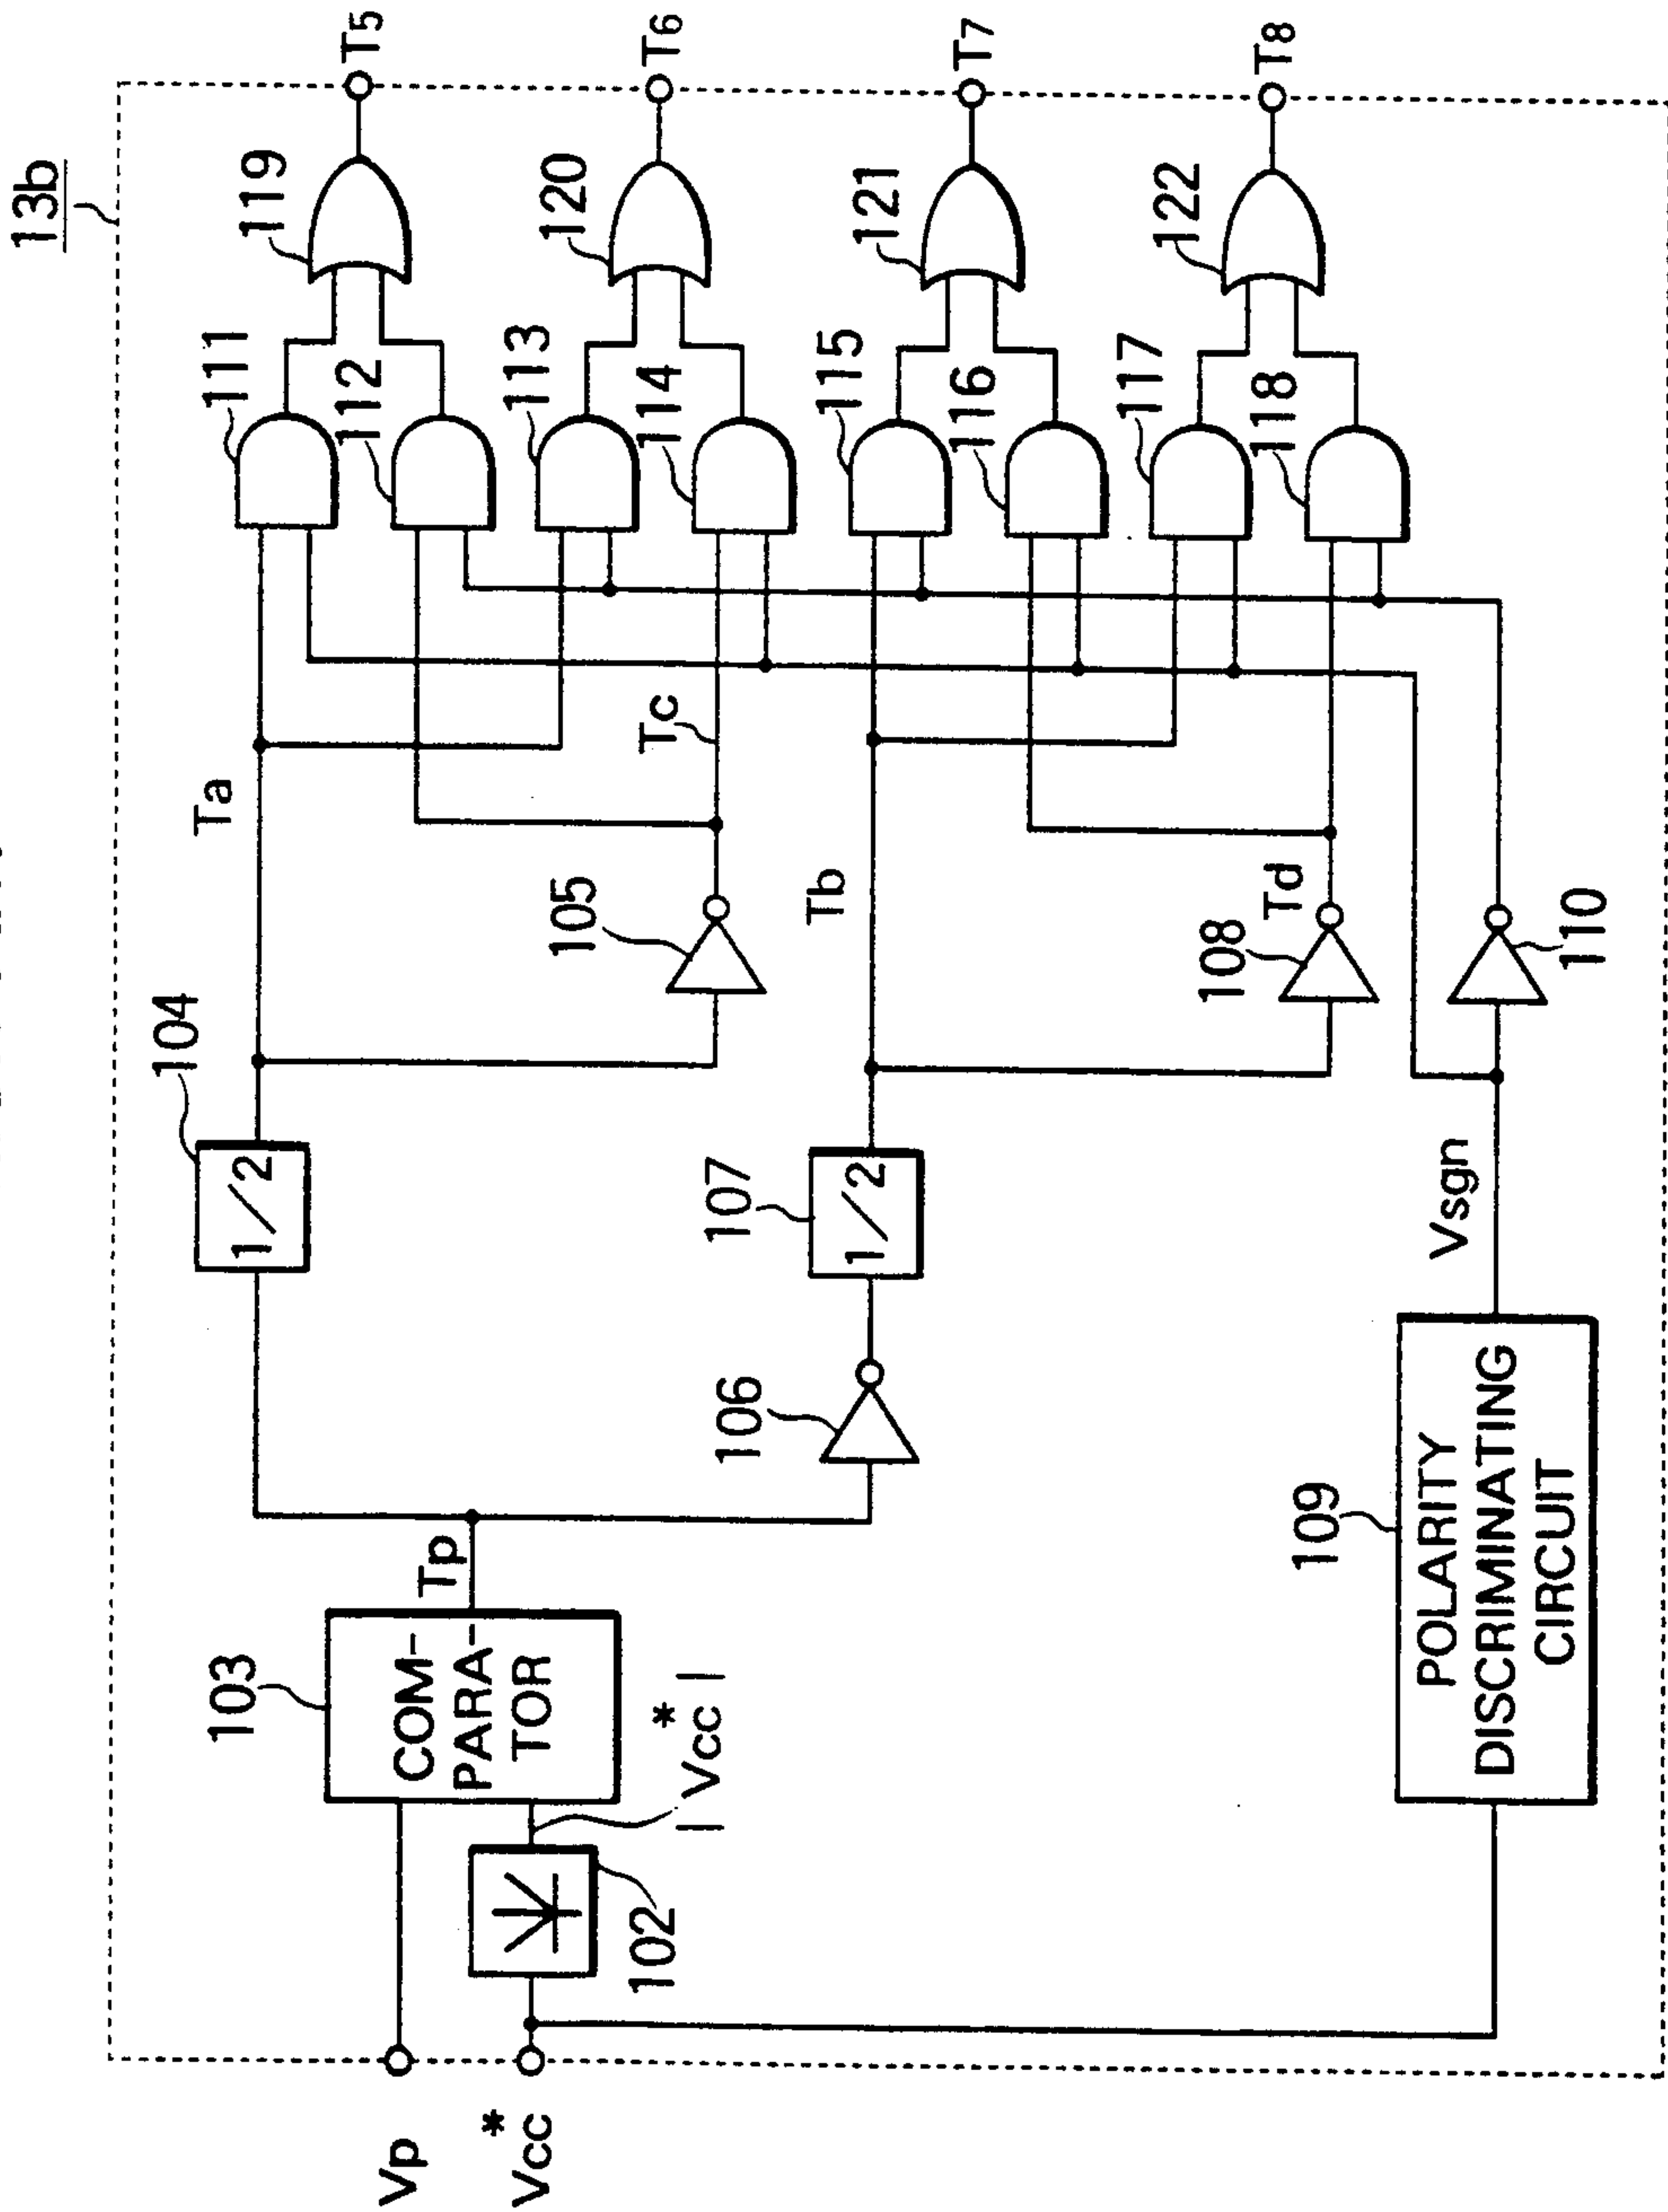 13b
Vp
Vcc*
102
|Vcc*|
103
COM-
PARA-
TOR
Tp
104
1/2
Ta
105
Tc
106
107
1/2
Tb
108
Td
109
POLARITY
DISCRIMINATING
CIRCUIT
Vsgn
110
111
112
113
114
115
116
117
118
119
120
121
122
T5
T6
T7
T8